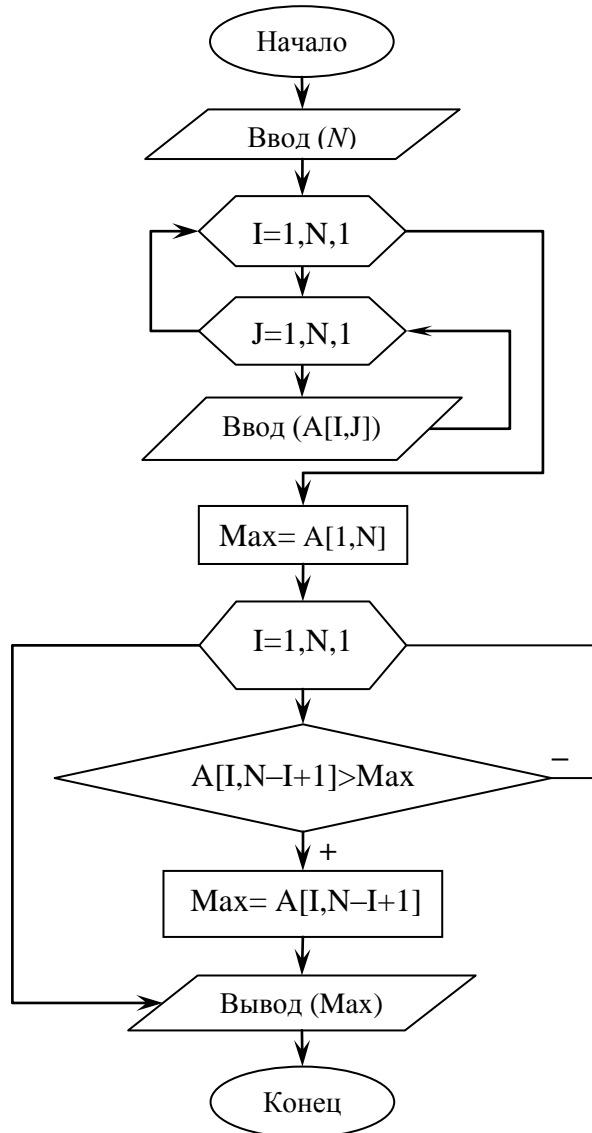 Начало
Ввод (N)
I=1,N,1
J=1,N,1
Ввод (A[I,J])
Max= A[1,N]
I=1,N,1
A[I,N–I+1]>Max
–
+
Max= A[I,N–I+1]
Вывод (Max)
Конец